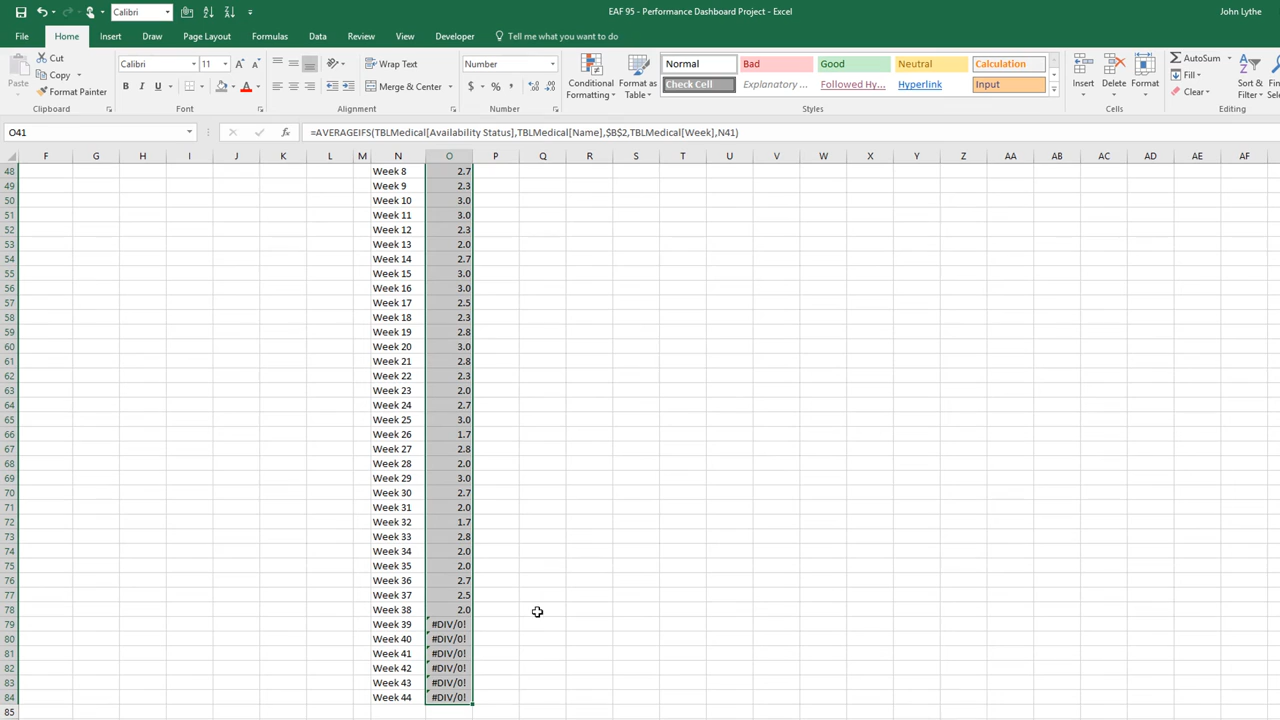 Calibri
EAF 95 - Performance Dashboard Project - Excel
John Lythe
File Home Insert Draw Page Layout Formulas Data Review View Developer Tell me what you want to do
Paste
Cut
Copy
Format Painter
Clipboard
Calibri 11
B I U
Font
Wrap Text
Merge & Center
Alignment
Number
$ % ,
Number
Conditional Formatting
Format as Table
Normal Bad Good Neutral Calculation
Check Cell Explanatory ... Followed Hy... Hyperlink Input
Styles
Insert Delete Format
Cells
AutoSum
Fill
Clear
Sort &
Filter
Editing
O41 fx =AVERAGEIFS(TBLMedical[Availability Status],TBLMedical[Name],$B$2,TBLMedical[Week],N41)
F G H I J K L M N O P Q R S T U V W X Y Z AA AB AC AD AE AF
48 Week 8 2.7
49 Week 9 2.3
50 Week 10 3.0
51 Week 11 3.0
52 Week 12 2.3
53 Week 13 2.0
54 Week 14 2.7
55 Week 15 3.0
56 Week 16 3.0
57 Week 17 2.5
58 Week 18 2.3
59 Week 19 2.8
60 Week 20 3.0
61 Week 21 2.8
62 Week 22 2.3
63 Week 23 2.0
64 Week 24 2.7
65 Week 25 3.0
66 Week 26 1.7
67 Week 27 2.8
68 Week 28 2.0
69 Week 29 3.0
70 Week 30 2.7
71 Week 31 2.0
72 Week 32 1.7
73 Week 33 2.8
74 Week 34 2.0
75 Week 35 2.0
76 Week 36 2.7
77 Week 37 2.5
78 Week 38 2.0
79 Week 39 #DIV/0!
80 Week 40 #DIV/0!
81 Week 41 #DIV/0!
82 Week 42 #DIV/0!
83 Week 43 #DIV/0!
84 Week 44 #DIV/0!
85